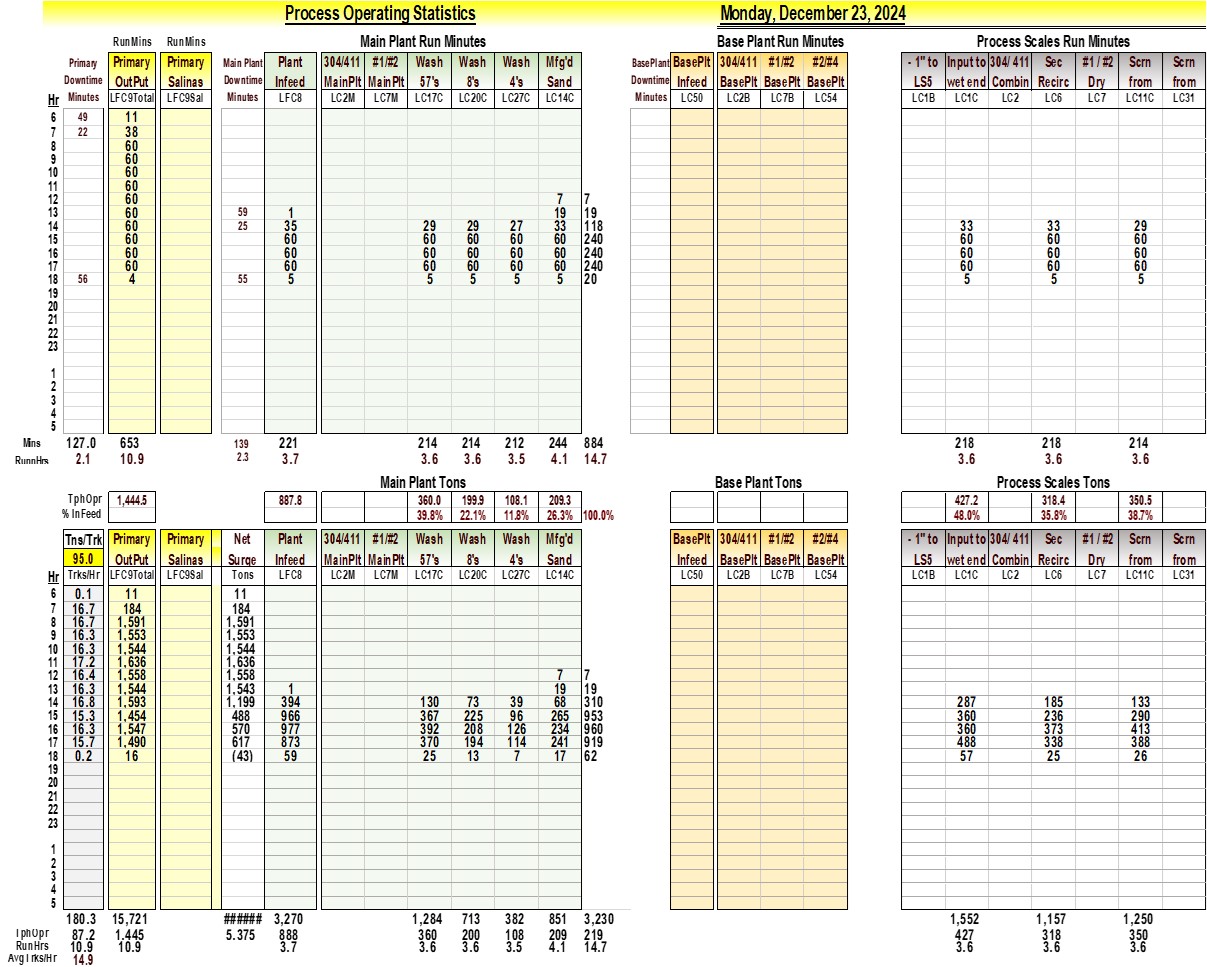 Process Operating Statistics Monday, December 23, 2024
RunMins RunMins Main Plant Run Minutes Base Plant Run Minutes Process Scales Run Minutes
Primary Primary Primary Main Plant Plant 304/411 #1/#2 Wash Wash Wash Mfg'd BasePlant BasePlt 304/411 #1/#2 #2/#4 - 1" to Input to 304/ 411 Sec #1 / #2 Scrn Scrn
Downtime OutPut Salinas Downtime Infeed MainPlt MainPlt 57's 8's 4's Sand Downtime Infeed BasePlt BasePlt BasePlt LS5 wet end Combin Recirc Dry from from
Hr Minutes LFC9Total LFC9Sal Minutes LFC8 LC2M LC7M LC17C LC20C LC27C LC14C Minutes LC50 LC2B LC7B LC54 LC1B LC1C LC2 LC6 LC7 LC11C LC31
6 49 11
7 22 38
8 60
9 60
10 60
11 60
12 60 7 7
13 60 59 1 19 19
14 60 25 35 29 29 27 33 118 33 33 29
15 60 60 60 60 60 60 240 60 60 60
16 60 60 60 60 60 60 240 60 60 60
17 60 60 60 60 60 60 240 60 60 60
18 56 4 55 5 5 5 5 5 20 5 5 5
19
20
21
22
23
1
2
3
4
5
Mins 127.0 653 139 221 214 214 212 244 884 218 218 214
RunnHrs 2.1 10.9 2.3 3.7 3.6 3.6 3.5 4.1 14.7 3.6 3.6 3.6
Main Plant Tons Base Plant Tons Process Scales Tons
TphOpr 1,444.5 887.8 360.0 199.9 108.1 209.3 427.2 318.4 350.5
% InFeed 39.8% 22.1% 11.8% 26.3% 100.0% 48.0% 35.8% 38.7%
Tns/Trk Primary Primary Net Plant 304/411 #1/#2 Wash Wash Wash Mfg'd BasePlt 304/411 #1/#2 #2/#4 - 1" to Input to 304/ 411 Sec #1 / #2 Scrn Scrn
95.0 OutPut Salinas Surge Infeed MainPlt MainPlt 57's 8's 4's Sand Infeed BasePlt BasePlt BasePlt LS5 wet end Combin Recirc Dry from from
Hr Trks/Hr LFC9Total LFC9Sal Tons LFC8 LC2M LC7M LC17C LC20C LC27C LC14C LC50 LC2B LC7B LC54 LC1B LC1C LC2 LC6 LC7 LC11C LC31
6 0.1 11 11
7 16.7 184 184
8 16.7 1,591 1,591
9 16.3 1,553 1,553
10 16.3 1,544 1,544
11 17.2 1,636 1,636
12 16.4 1,558 1,558 7 7
13 16.3 1,544 1,543 1 19 19
14 16.8 1,593 1,199 394 130 73 39 68 310 287 185 133
15 15.3 1,454 488 966 367 225 96 265 953 360 236 290
16 16.3 1,547 570 977 392 208 126 234 960 360 373 413
17 15.7 1,490 617 873 370 194 114 241 919 488 338 388
18 0.2 16 (43) 59 25 13 7 17 62 57 25 26
19
20
21
22
23
1
2
3
4
5
180.3 15,721 ###### 3,270 1,284 713 382 851 3,230 1,552 1,157 1,250
TphOpr 87.2 1,445 5.375 888 360 200 108 209 219 427 318 350
RunHrs 10.9 10.9 3.7 3.6 3.6 3.5 4.1 14.7 3.6 3.6 3.6
AvgTrks/Hr 14.9